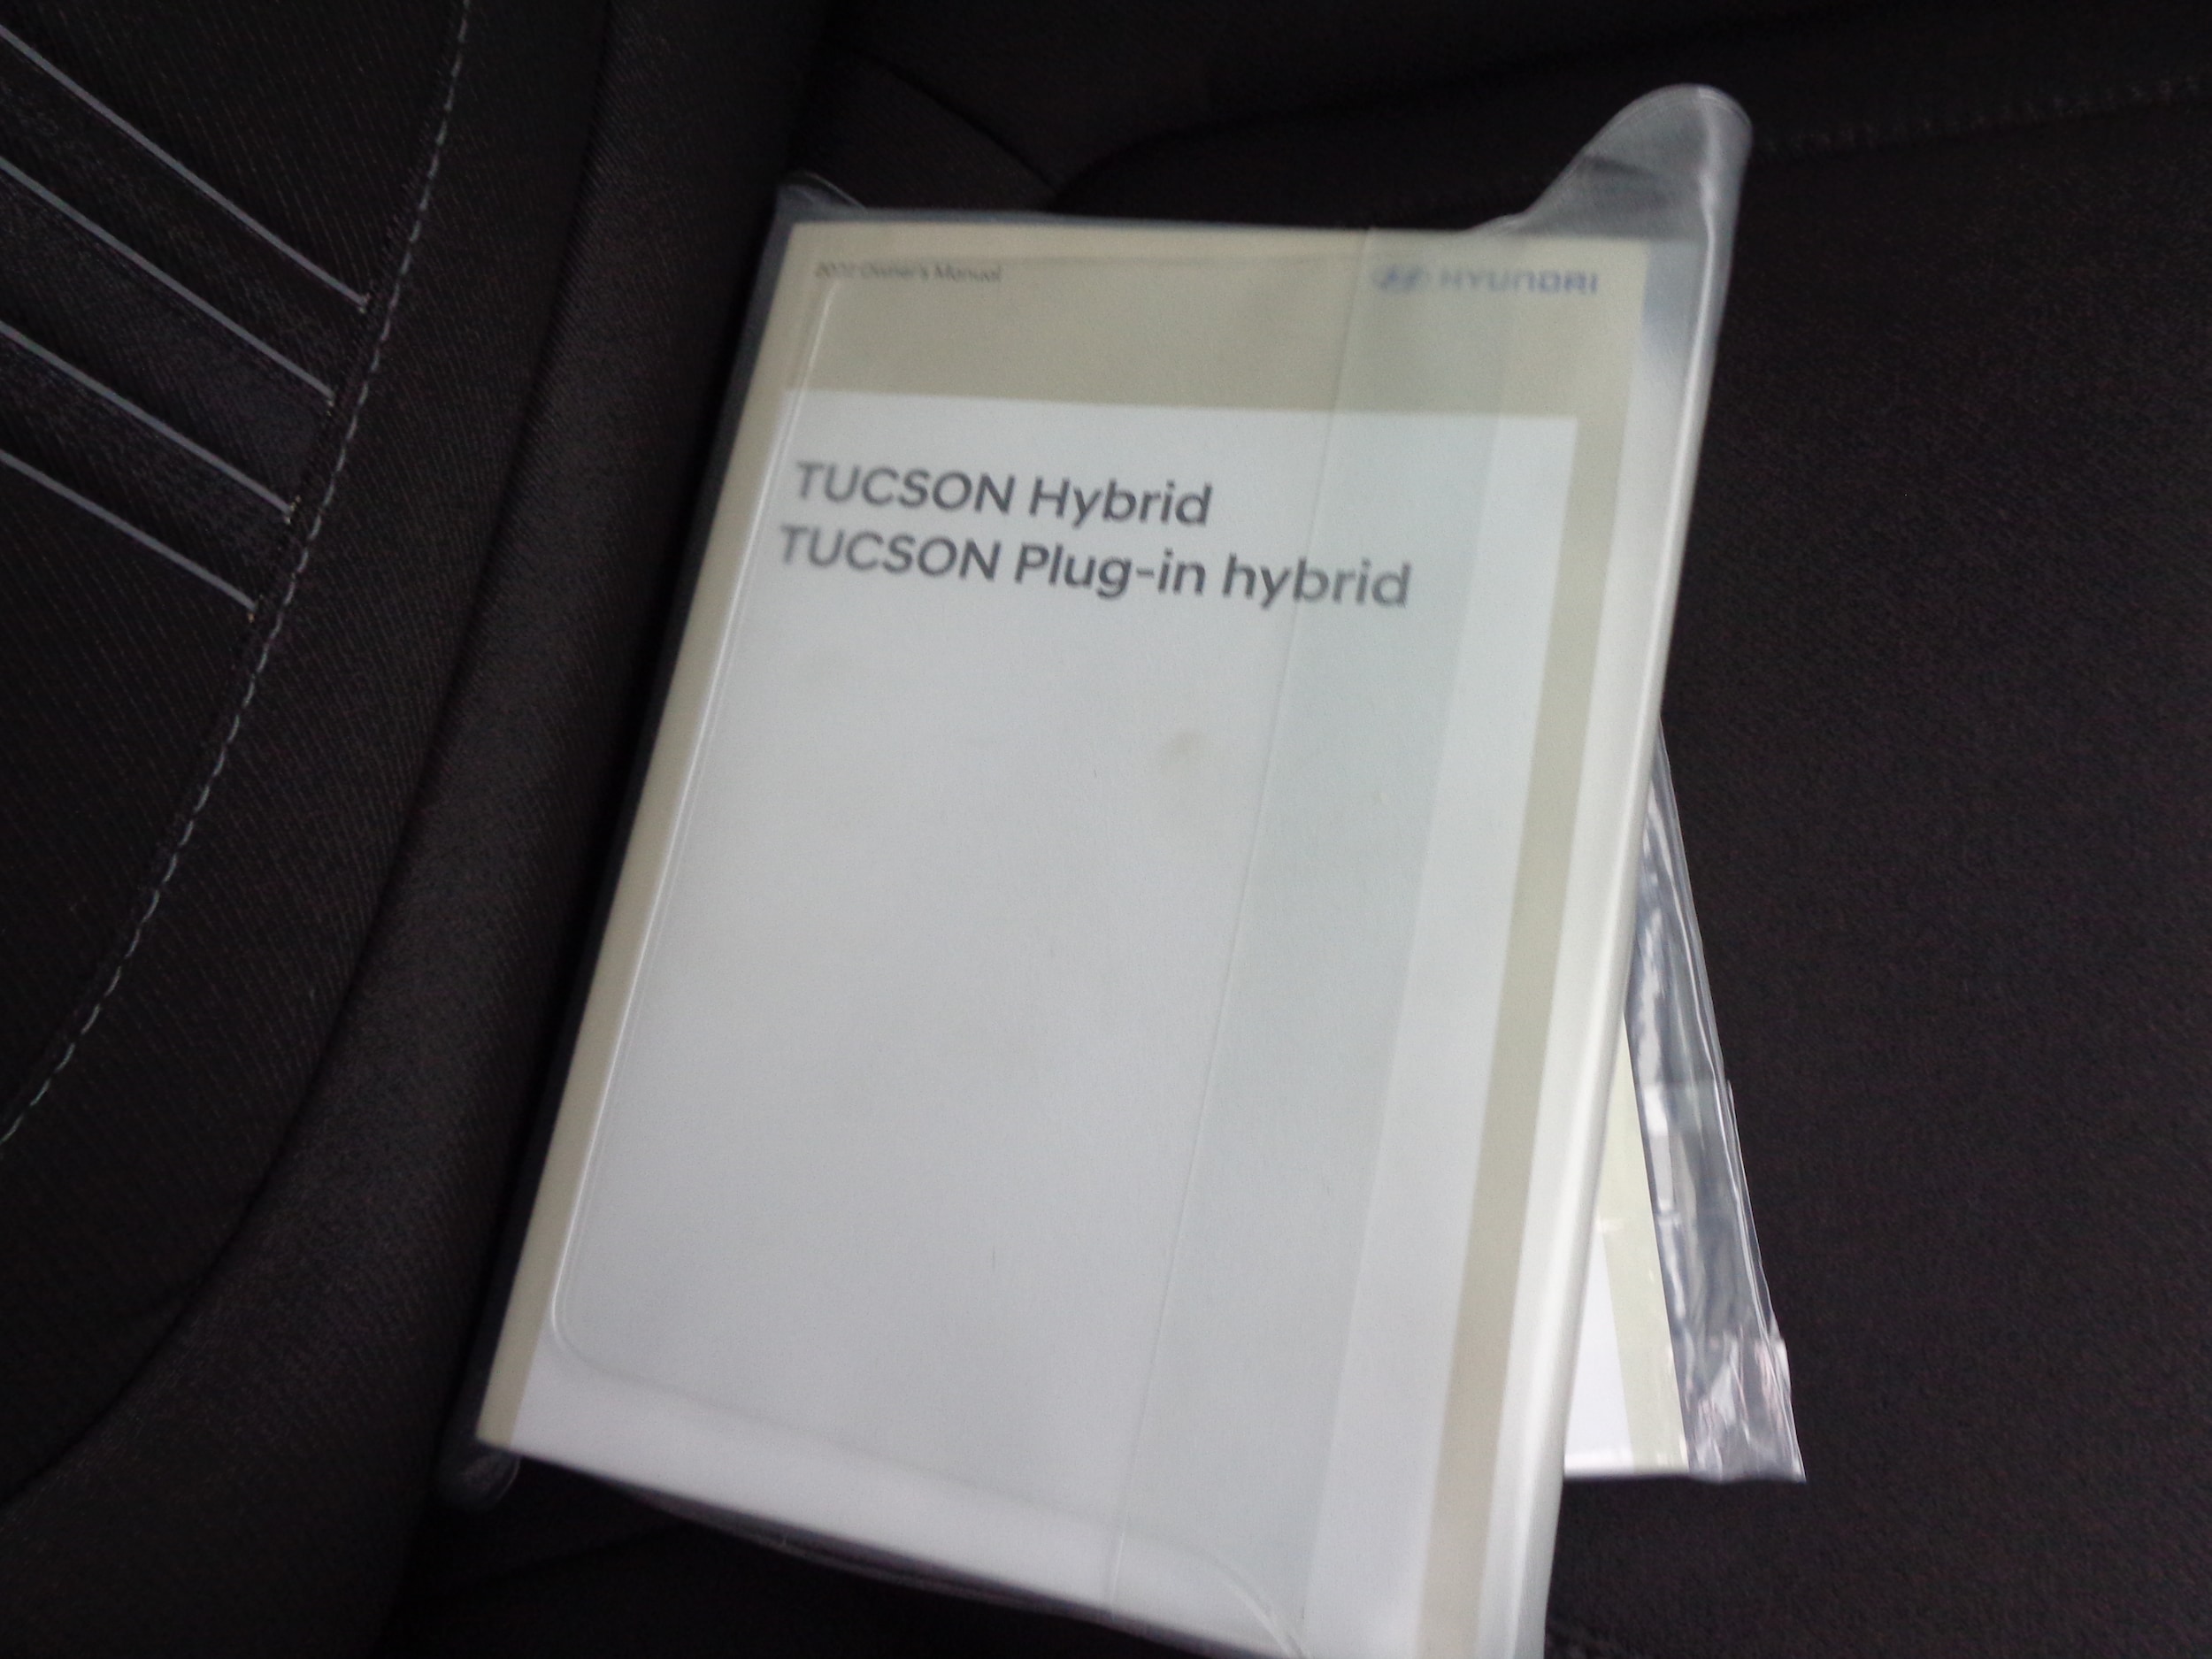 Owner's Manual
HYUNDAI
TUCSON Hybrid
TUCSON Plug-in hybrid